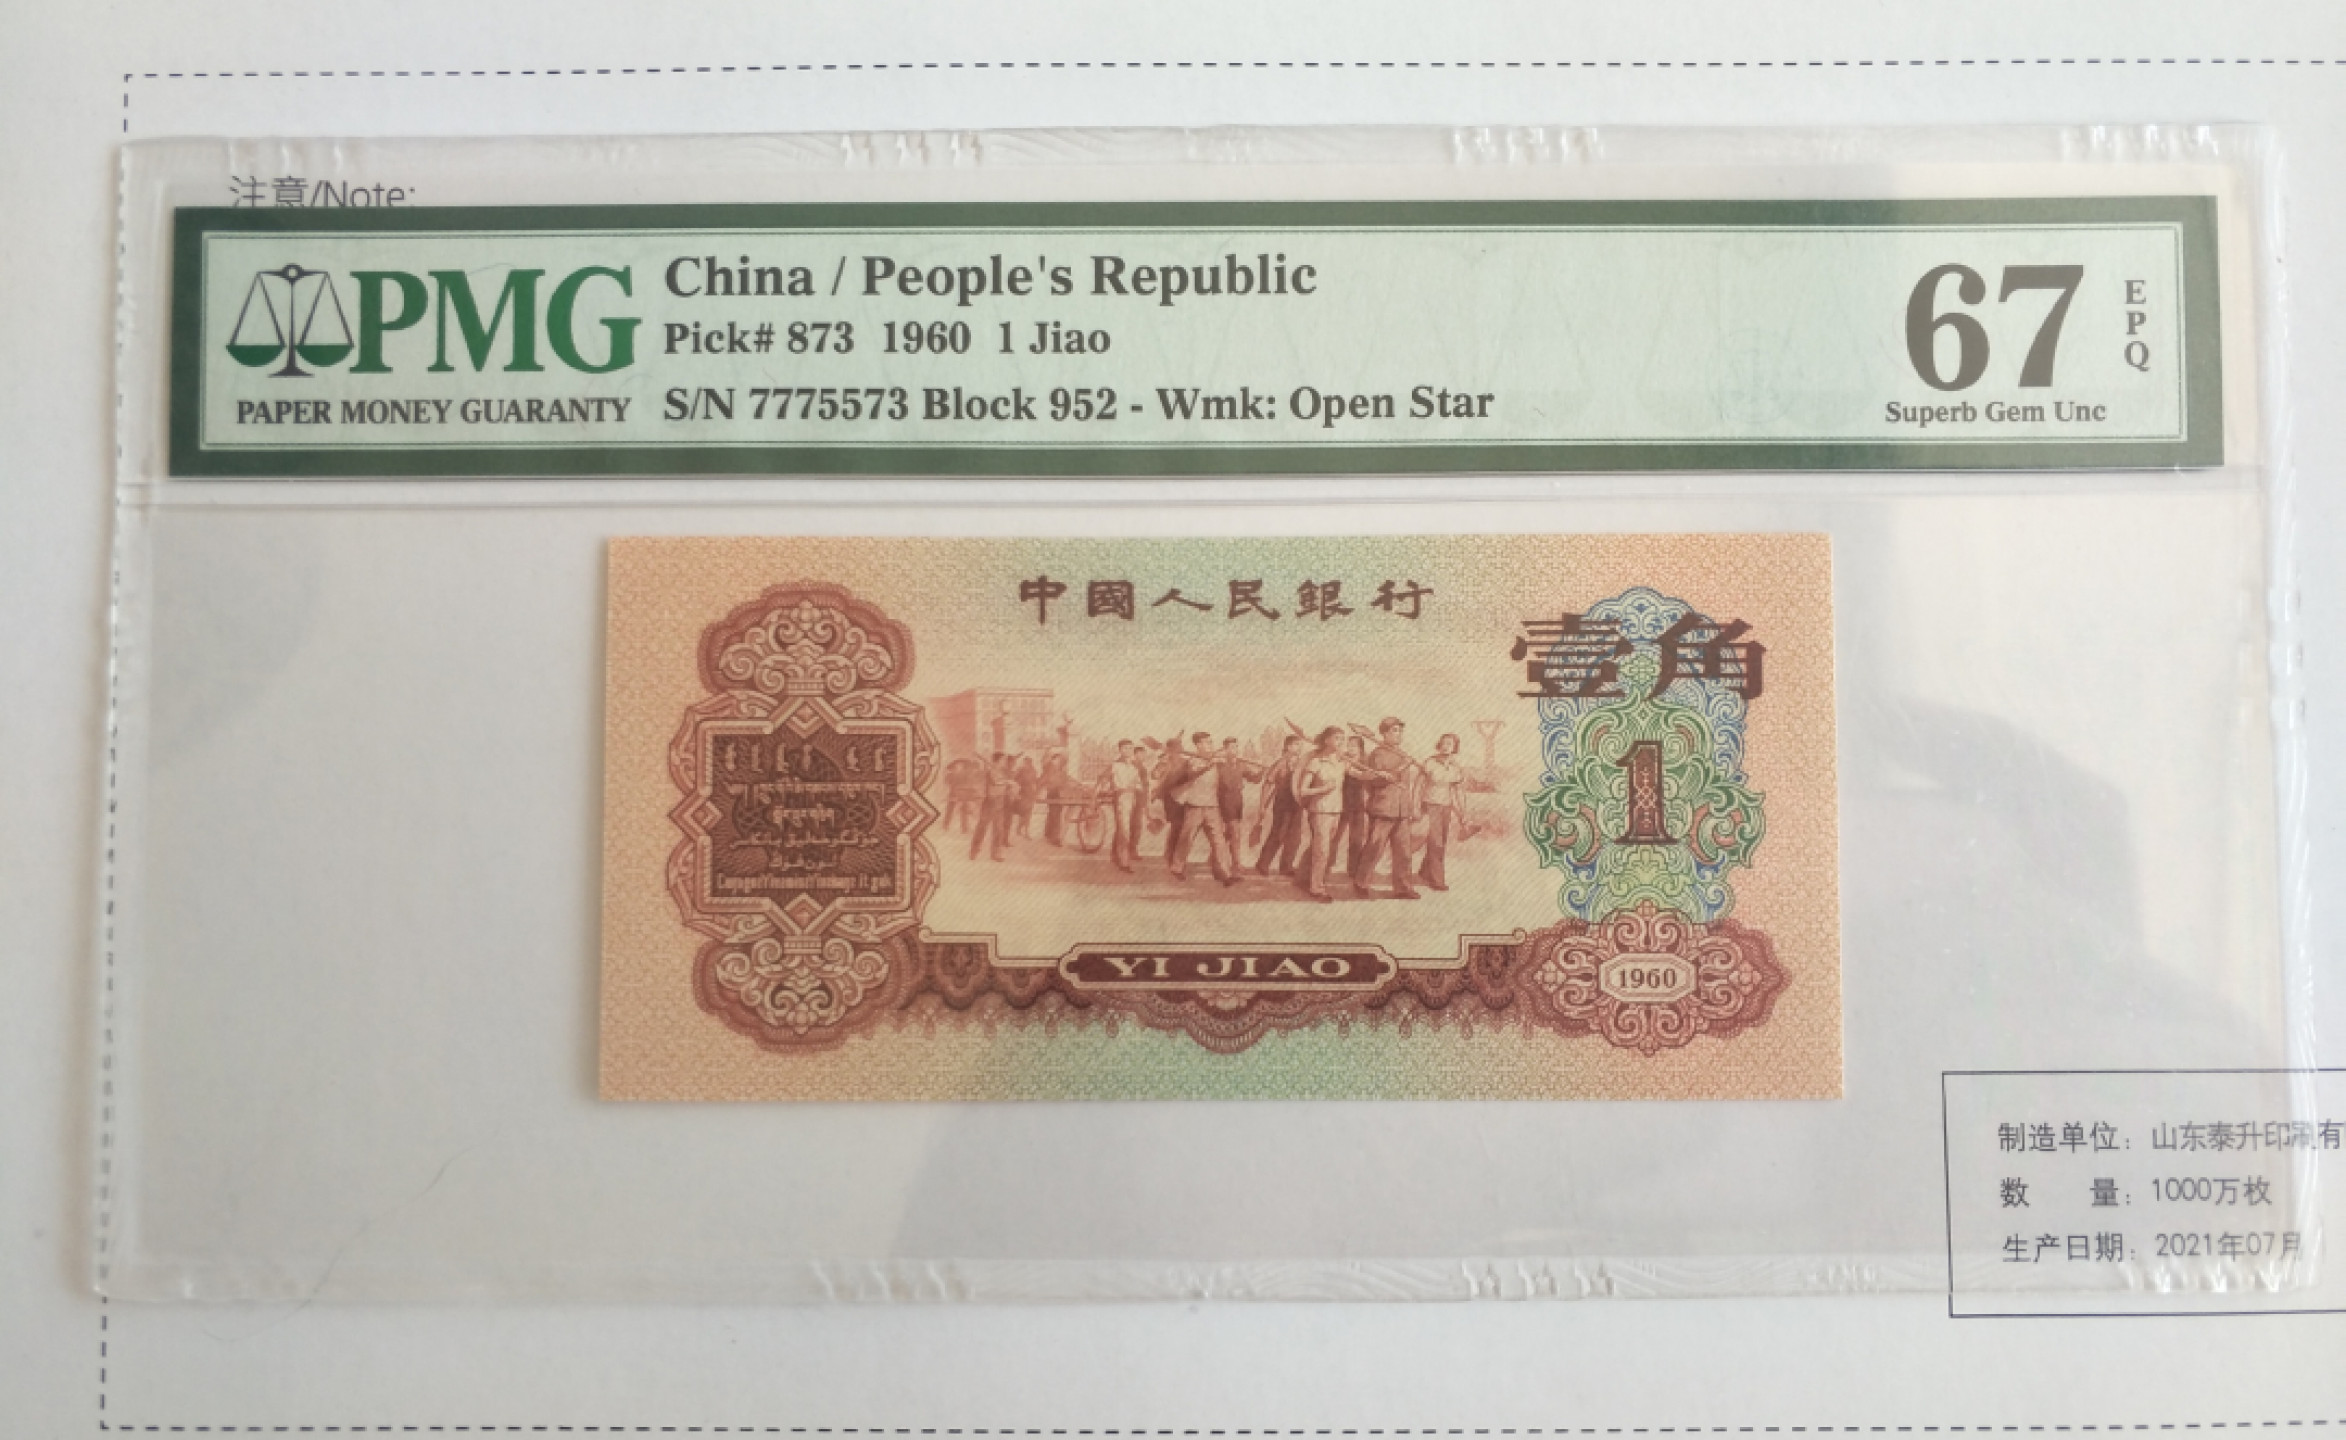 注意/Note:
PMG
PAPER MONEY GUARANTY
China / People's Republic
Pick# 873 1960 1 Jiao
S/N 7775573 Block 952 - Wmk: Open Star
67
EPQ
Superb Gem Unc
中國人民銀行
壹角
1
YI JIAO
1960
制造单位：山东泰升印刷有
数 量：1000万枚
生产日期：2021年07月